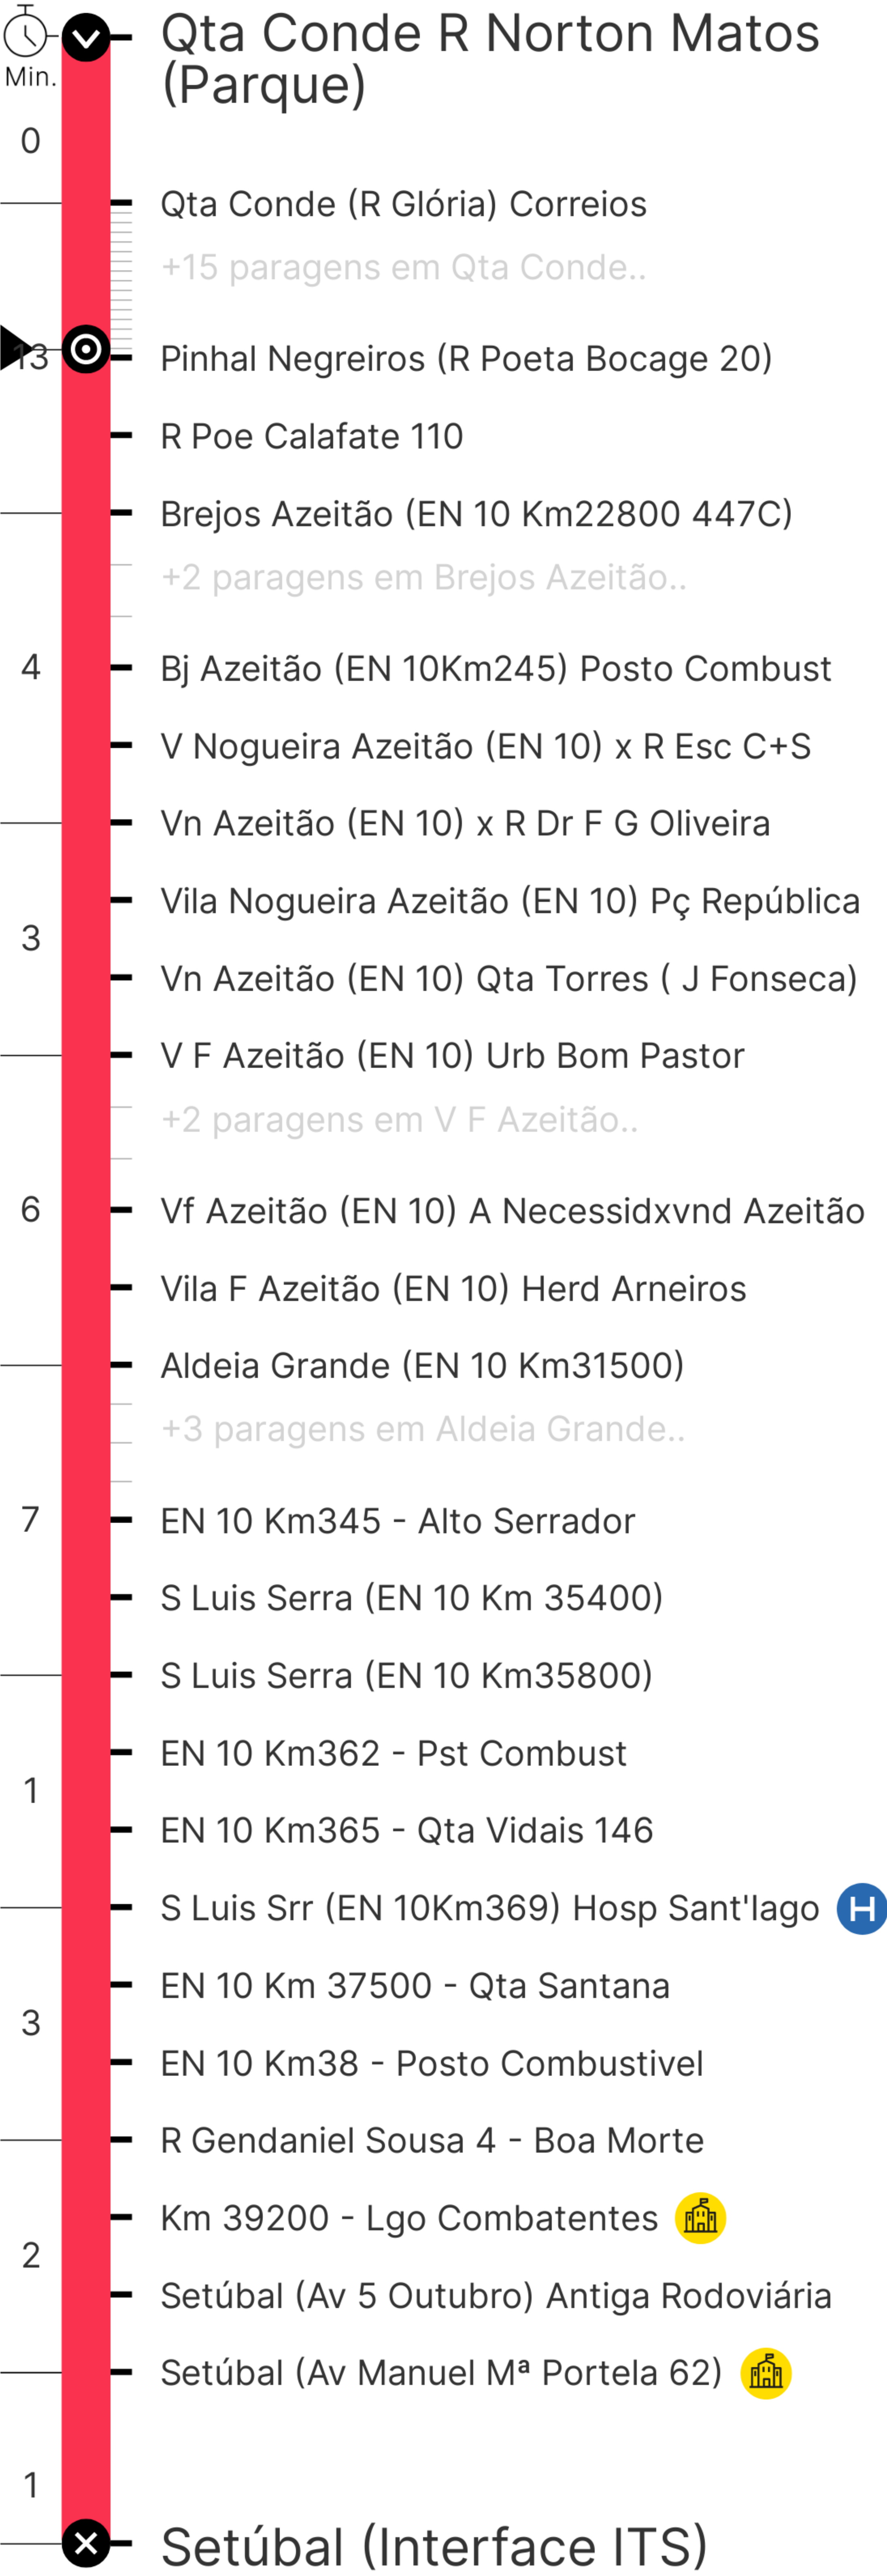 Qta Conde R Norton Matos
(Parque)
Min.
0
Qta Conde (R Glória) Correios
+15 paragens em Qta Conde..
13
Pinhal Negreiros (R Poeta Bocage 20)
R Poe Calafate 110
Brejos Azeitão (EN 10 Km22800 447C)
+2 paragens em Brejos Azeitão..
4
Bj Azeitão (EN 10Km245) Posto Combust
V Nogueira Azeitão (EN 10) x R Esc C+S
Vn Azeitão (EN 10) x R Dr F G Oliveira
Vila Nogueira Azeitão (EN 10) Pç República
3
Vn Azeitão (EN 10) Qta Torres ( J Fonseca)
V F Azeitão (EN 10) Urb Bom Pastor
+2 paragens em V F Azeitão..
6
Vf Azeitão (EN 10) A Necessidxvnd Azeitão
Vila F Azeitão (EN 10) Herd Arneiros
Aldeia Grande (EN 10 Km31500)
+3 paragens em Aldeia Grande..
7
EN 10 Km345 - Alto Serrador
S Luis Serra (EN 10 Km 35400)
S Luis Serra (EN 10 Km35800)
EN 10 Km362 - Pst Combust
1
EN 10 Km365 - Qta Vidais 146
S Luis Srr (EN 10Km369) Hosp Sant'lago H
EN 10 Km 37500 - Qta Santana
3
EN 10 Km38 - Posto Combustivel
R Gendaniel Sousa 4 - Boa Morte
Km 39200 - Lgo Combatentes
2
Setúbal (Av 5 Outubro) Antiga Rodoviária
Setúbal (Av Manuel Mª Portela 62)
1
Setúbal (Interface ITS)